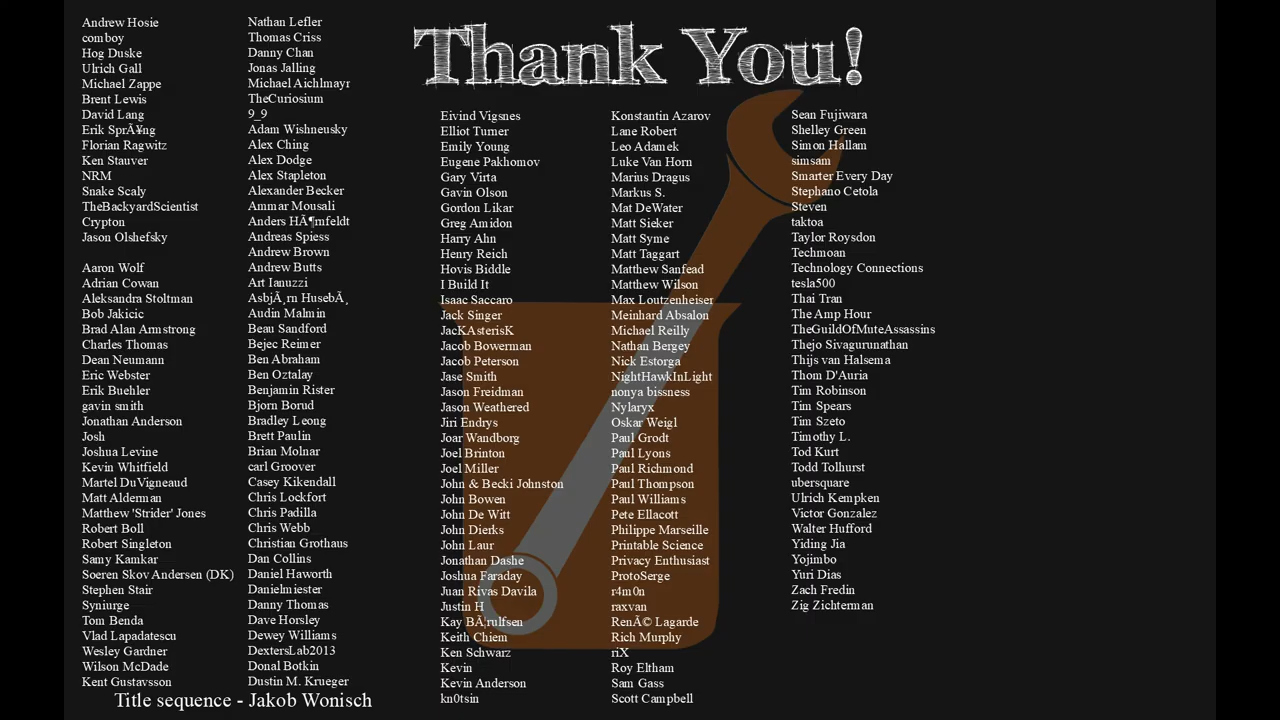 Thank You!
Andrew Hosie
comboy
Hog Duske
Ulrich Gall
Michael Zappe
Brent Lewis
David Lang
Erik SprÃ¥ng
Florian Ragwitz
Ken Stauver
NRM
Snake Scaly
TheBackyardScientist
Crypton
Jason Olshefsky
Aaron Wolf
Adrian Cowan
Aleksandra Stoltman
Bob Jakicic
Brad Alan Armstrong
Charles Thomas
Dean Neumann
Eric Webster
Erik Buehler
gavin smith
Jonathan Anderson
Josh
Joshua Levine
Kevin Whitfield
Martel DuVigneaud
Matt Alderman
Matthew 'Strider' Jones
Robert Boll
Robert Singleton
Samy Kamkar
Soeren Skov Andersen (DK)
Stephen Stair
Syniurge
Tom Benda
Vlad Lapadatescu
Wesley Gardner
Wilson McDade
Kent Gustavsson
Nathan Lefler
Thomas Criss
Danny Chan
Jonas Jalling
Michael Aichlmayr
TheCuriosium
9_9
Adam Wishneusky
Alex Ching
Alex Dodge
Alex Stapleton
Alexander Becker
Ammar Mousali
Anders HÃ¶mfeldt
Andreas Spiess
Andrew Brown
Andrew Butts
Art Ianuzzi
AsbjÃ¸rn HusebÃ¸
Audin Malmin
Beau Sandford
Bejec Reimer
Ben Abraham
Ben Oztalay
Benjamin Rister
Bjorn Borud
Bradley Leong
Brett Paulin
Brian Molnar
carl Groover
Casey Kikendall
Chris Lockfort
Chris Padilla
Chris Webb
Christian Grothaus
Dan Collins
Daniel Haworth
Danielmiester
Danny Thomas
Dave Horsley
Dewey Williams
DextersLab2013
Donal Botkin
Dustin M. Krueger
Eivind Vigsnes
Elliot Turner
Emily Young
Eugene Pakhomov
Gary Virta
Gavin Olson
Gordon Likar
Greg Amidon
Harry Ahn
Henry Reich
Hovis Biddle
I Build It
Isaac Saccaro
Jack Singer
JacKAsterisK
Jacob Bowerman
Jacob Peterson
Jase Smith
Jason Freidman
Jason Weathered
Jiri Endrys
Joar Wandborg
Joel Brinton
Joel Miller
John & Becki Johnston
John Bowen
John De Witt
John Dierks
John Laur
Jonathan Dashe
Joshua Faraday
Juan Rivas Davila
Justin H
Kay BÃ¦rulfsen
Keith Chiem
Ken Schwarz
Kevin
Kevin Anderson
kn0tsin
Konstantin Azarov
Lane Robert
Leo Adamek
Luke Van Horn
Marius Dragus
Markus S.
Mat DeWater
Matt Sieker
Matt Syme
Matt Taggart
Matthew Sanfead
Matthew Wilson
Max Loutzenheiser
Meinhard Absalon
Michael Reilly
Nathan Bergey
Nick Estorga
NightHawkInLight
nonya bissness
Nylaryx
Oskar Weigl
Paul Grodt
Paul Lyons
Paul Richmond
Paul Thompson
Paul Williams
Pete Ellacott
Philippe Marseille
Printable Science
Privacy Enthusiast
ProtoSerge
r4m0n
raxvan
RenÃ© Lagarde
Rich Murphy
riX
Roy Eltham
Sam Gass
Scott Campbell
Sean Fujiwara
Shelley Green
Simon Hallam
simsam
Smarter Every Day
Stephano Cetola
Steven
taktoa
Taylor Roysdon
Techmoan
Technology Connections
tesla500
Thai Tran
The Amp Hour
TheGuildOfMuteAssassins
Thejo Sivagurunathan
Thijs van Halsema
Thom D'Auria
Tim Robinson
Tim Spears
Tim Szeto
Timothy L.
Tod Kurt
Todd Tolhurst
ubersquare
Ulrich Kempken
Victor Gonzalez
Walter Hufford
Yiding Jia
Yojimbo
Yuri Dias
Zach Fredin
Zig Zichterman
Title sequence - Jakob Wonisch